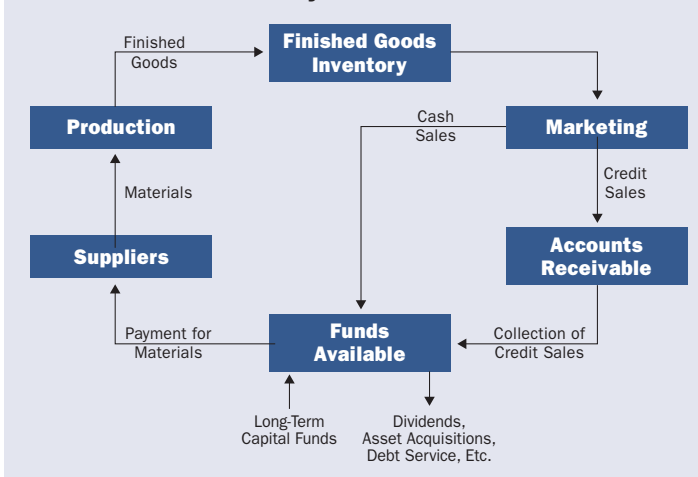 Finished
Goods
Finished Goods
Inventory
Production
Cash
Sales
Marketing
Materials
Credit
Sales
Suppliers
Accounts
Receivable
Payment for
Materials
Funds
Available
Collection of
Credit Sales
Long-Term
Capital Funds
Dividends,
Asset Acquisitions,
Debt Service, Etc.